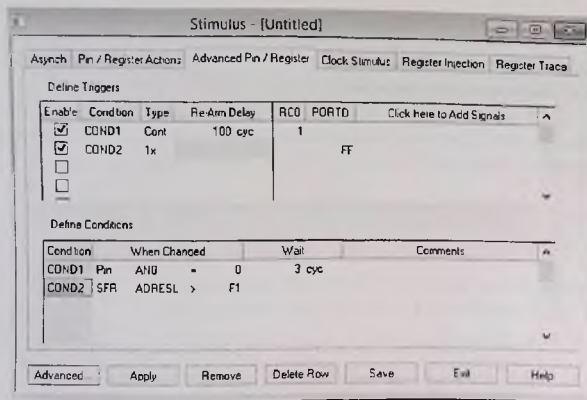 Stimulus - [Untitled]
Asynch Pin / Register Actions Advanced Pin / Register Clock Stimulus Register Injection Register Trace
Define Triggers
Enable Condition Type Re-Arm Delay RC0 PORTD Click here to Add Signals
COND1 Cont 100 cyc 1
COND2 1x FF
Define Conditions
Condition When Changed Wait Comments
COND1 Pin AN0 = 0 3 cyc
COND2 SFR ADRESL > F1
Advanced... Apply Remove Delete Row Save Exit Help